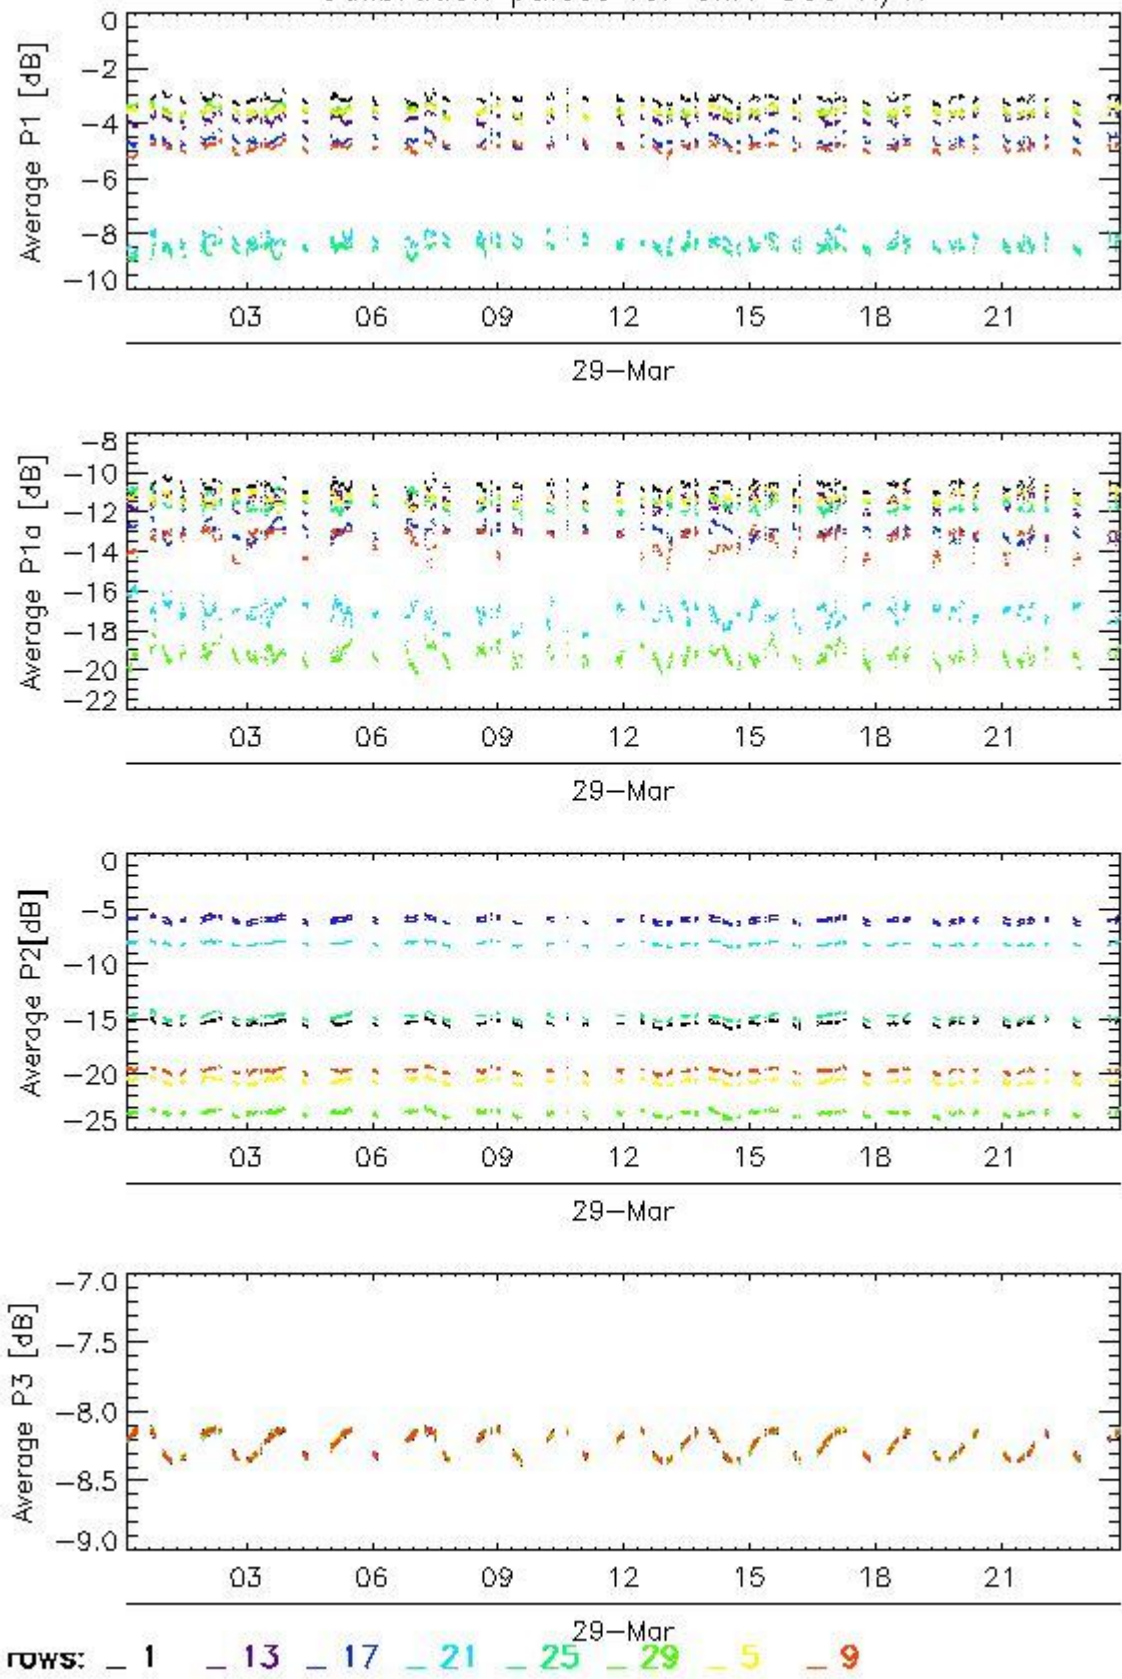 0
−2
−4
−6
−8
−10
Average P1 [dB]
03 06 09 12 15 18 21
29−Mar
−8
−10
−12
−14
−16
−18
−20
−22
Average P1a [dB]
03 06 09 12 15 18 21
29−Mar
0
−5
−10
−15
−20
−25
Average P2[dB]
03 06 09 12 15 18 21
29−Mar
−7.0
−7.5
−8.0
−8.5
−9.0
Average P3 [dB]
03 06 09 12 15 18 21
29−Mar
rows: _ 1 _ 13 _ 17 _ 21 _ 25 _ 29 _ 5 _ 9